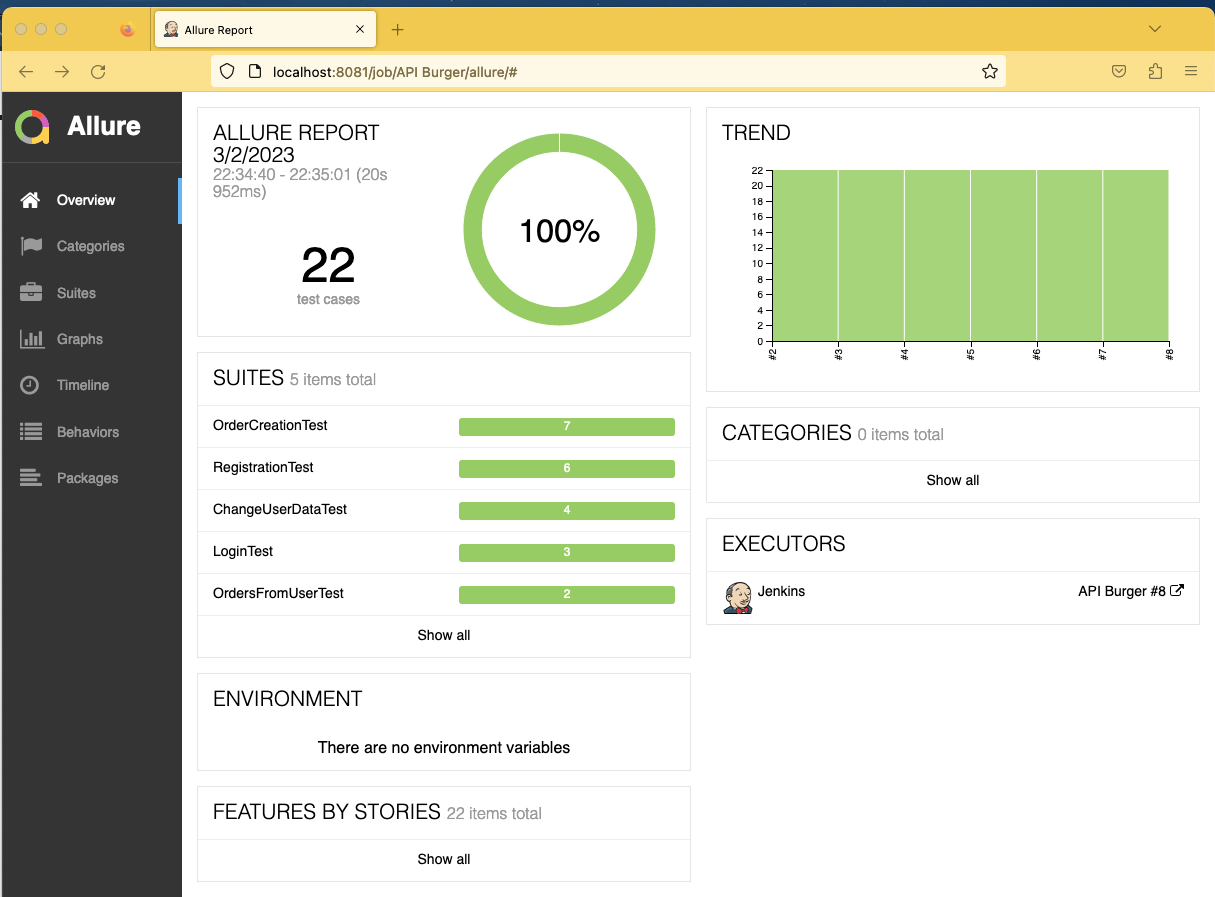 Allure Report
localhost:8081/job/API Burger/allure/#
Allure
Overview
Categories
Suites
Graphs
Timeline
Behaviors
Packages
ALLURE REPORT
3/2/2023
22:34:40 - 22:35:01 (20s
952ms)
22
test cases
100%
SUITES 5 items total
OrderCreationTest 7
RegistrationTest 6
ChangeUserDataTest 4
LoginTest 3
OrdersFromUserTest 2
Show all
ENVIRONMENT
There are no environment variables
FEATURES BY STORIES 22 items total
Show all
TREND
22
20
18
16
14
12
10
8
6
4
2
0
#2 #3 #4 #5 #6 #7 #8
CATEGORIES 0 items total
Show all
EXECUTORS
Jenkins API Burger #8